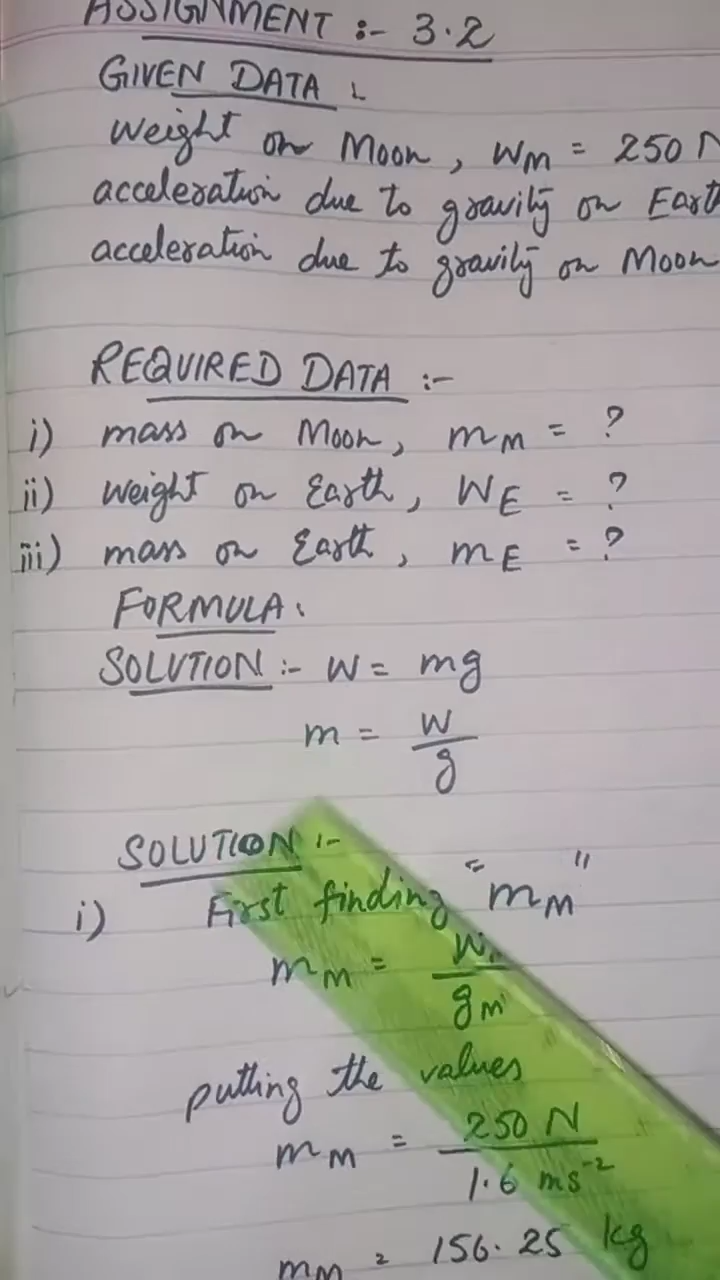 ASSIGNMENT :- 3.2
GIVEN DATA :
Weight on Moon, WM = 250 N
acceleration due to gravity on Earth
acceleration due to gravity on Moon
REQUIRED DATA :-
i) mass on Moon, mM = ?
ii) Weight on Earth, WE = ?
iii) mass on Earth, mE = ?
FORMULA:
SOLUTION :- W = mg
m = W/g
SOLUTION :-
i) First finding "mM"
mM = W/gM
putting the values
mM = 250 N/1.6 ms⁻²
mM = 156.25 kg